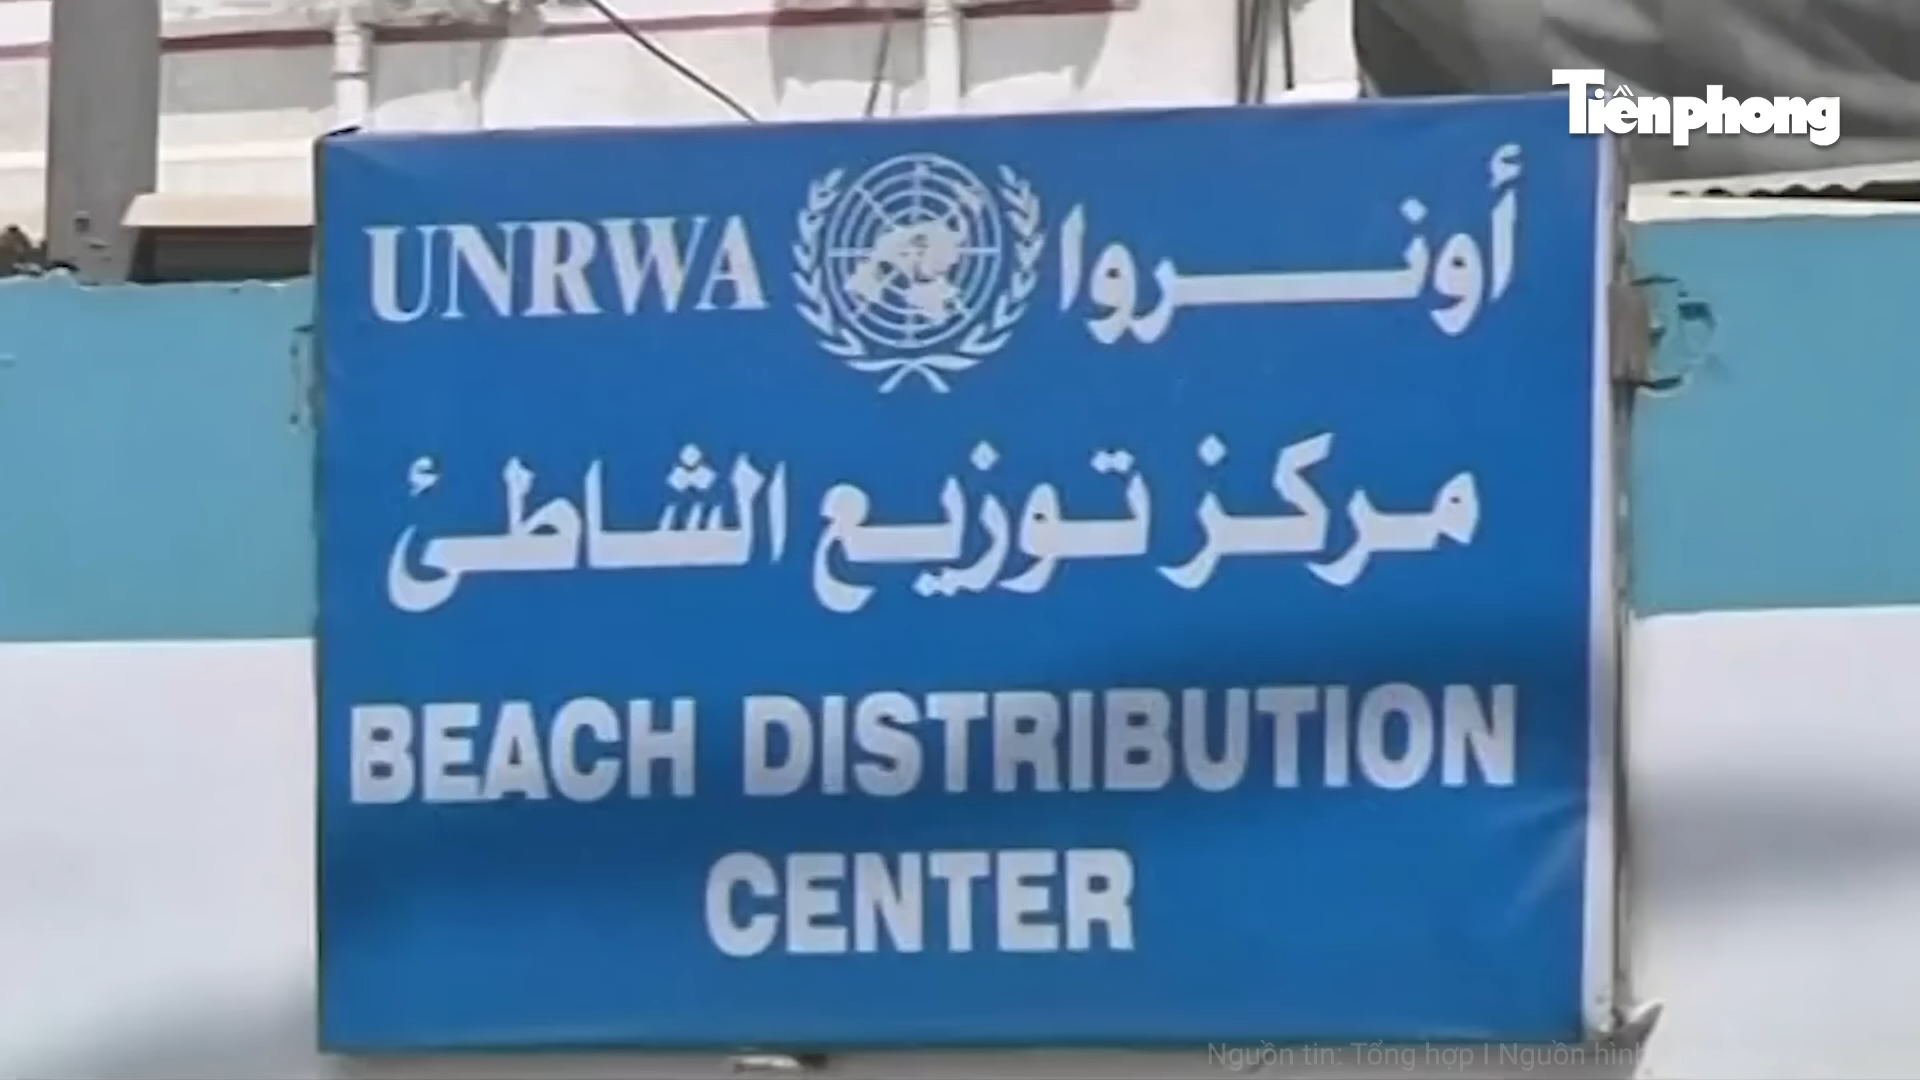 Tiềnphong
UNRWA أونروا
مركز توزيع الشاطئ
BEACH DISTRIBUTION
CENTER
Nguồn tin: Tổng hợp I Nguồn hình